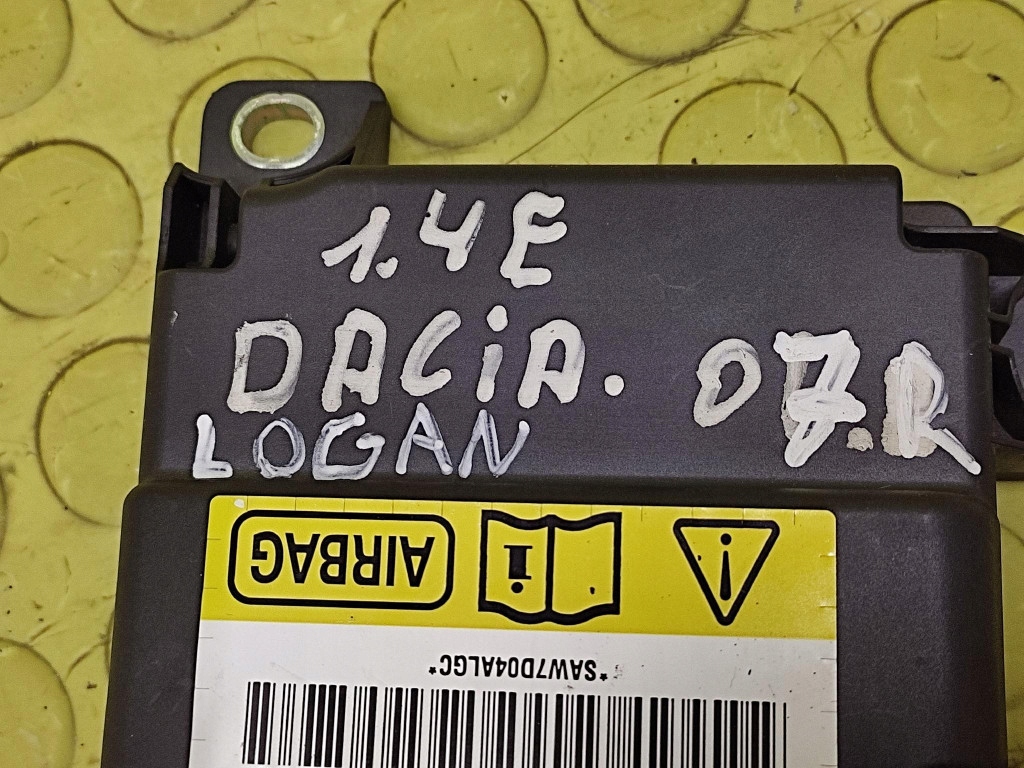 1.4E
DACIA. 07.R
LOGAN
AIRBAG
*SAW7D04ALGC*